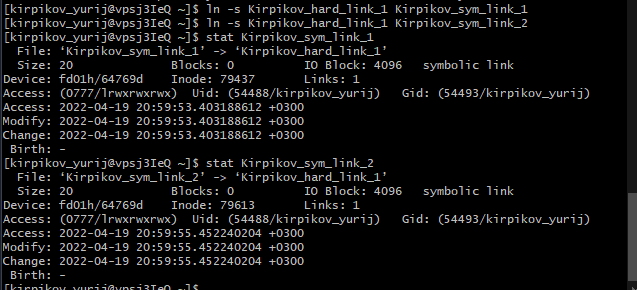 [kirpikov_yurij@vpsj3IeQ ~]$ ln -s Kirpikov_hard_link_1 Kirpikov_sym_link_1
[kirpikov_yurij@vpsj3IeQ ~]$ ln -s Kirpikov_hard_link_1 Kirpikov_sym_link_2
[kirpikov_yurij@vpsj3IeQ ~]$ stat Kirpikov_sym_link_1
  File: ‘Kirpikov_sym_link_1’ -> ‘Kirpikov_hard_link_1’
  Size: 20              Blocks: 0          IO Block: 4096   symbolic link
Device: fd01h/64769d    Inode: 79437       Links: 1
Access: (0777/lrwxrwxrwx)  Uid: (54488/kirpikov_yurij)   Gid: (54493/kirpikov_yurij)
Access: 2022-04-19 20:59:53.403188612 +0300
Modify: 2022-04-19 20:59:53.403188612 +0300
Change: 2022-04-19 20:59:53.403188612 +0300
 Birth: -
[kirpikov_yurij@vpsj3IeQ ~]$ stat Kirpikov_sym_link_2
  File: ‘Kirpikov_sym_link_2’ -> ‘Kirpikov_hard_link_1’
  Size: 20              Blocks: 0          IO Block: 4096   symbolic link
Device: fd01h/64769d    Inode: 79613       Links: 1
Access: (0777/lrwxrwxrwx)  Uid: (54488/kirpikov_yurij)   Gid: (54493/kirpikov_yurij)
Access: 2022-04-19 20:59:55.452240204 +0300
Modify: 2022-04-19 20:59:55.452240204 +0300
Change: 2022-04-19 20:59:55.452240204 +0300
 Birth: -
[kirpikov_yurij@vpsj3IeQ ~]$